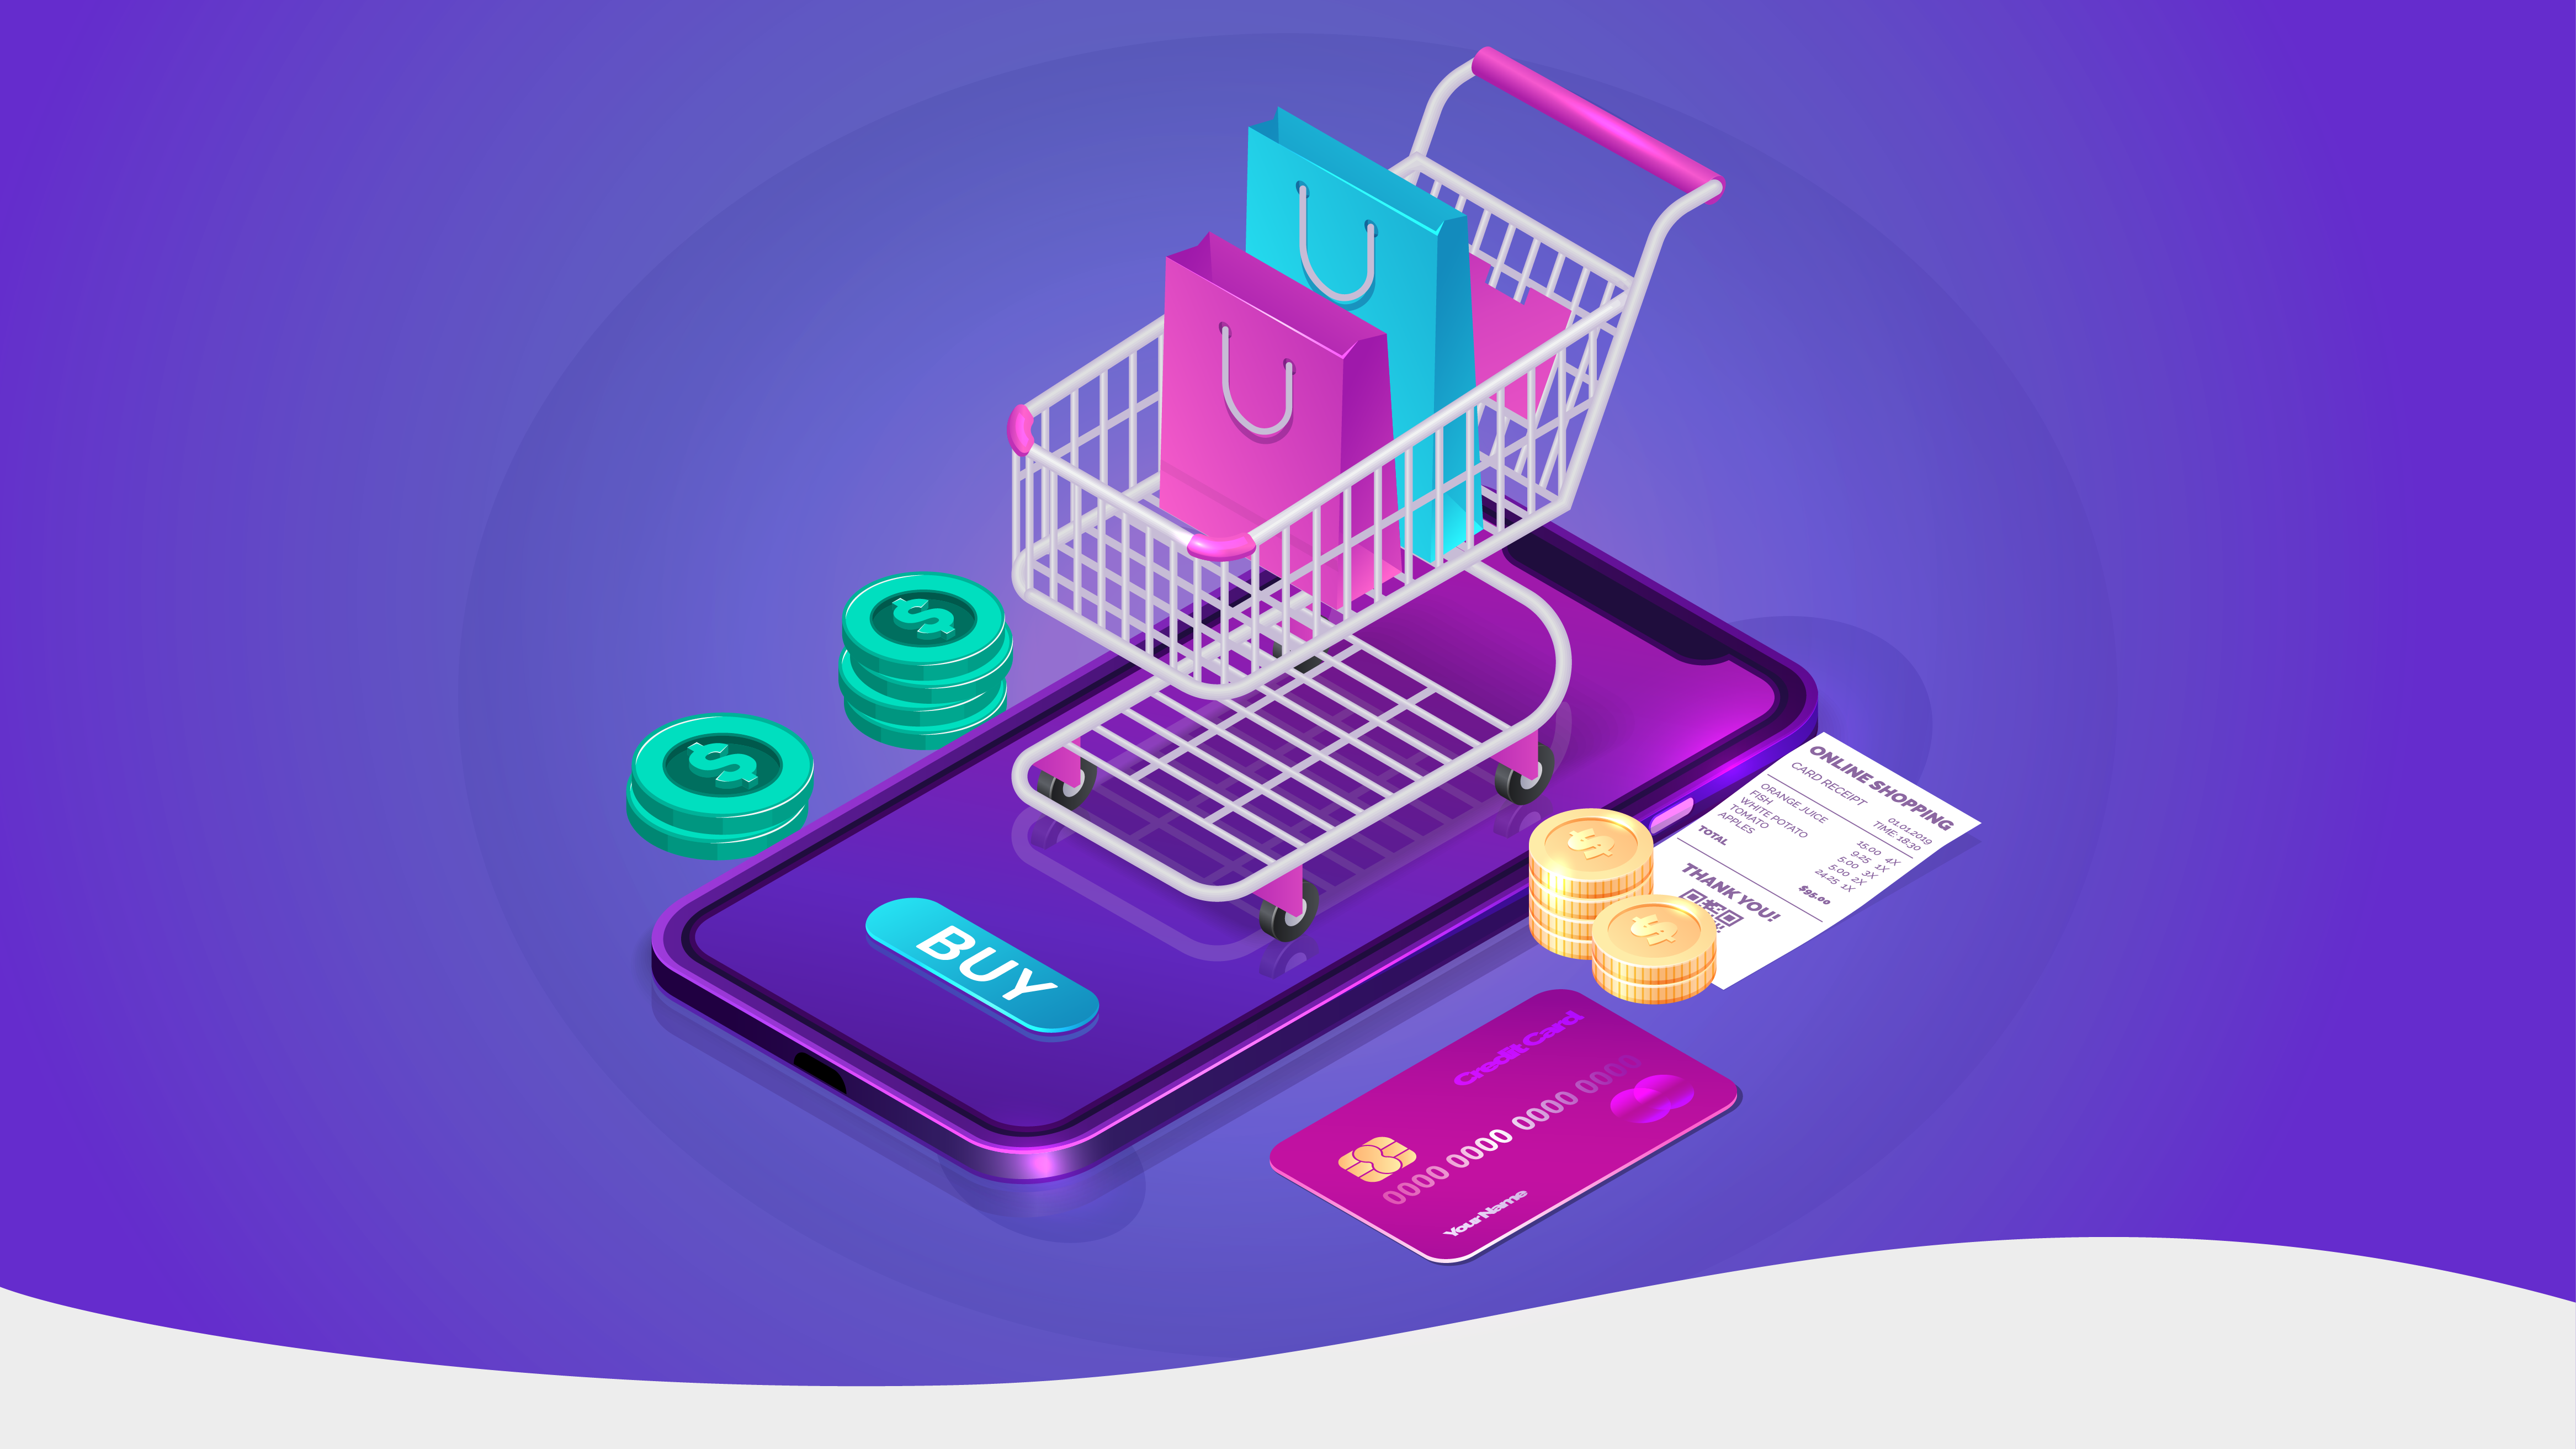 BUY
ONLINE SHOPPING
CARD RECEIPT
01.01.2019
TIME: 18:30
ORANGE JUICE 15.00 4X
FISH 9.25 1X
WHITE POTATO 5.00 3X
TOMATO 5.00 2X
APPLES 24.25 1X
TOTAL $95.00
THANK YOU!
Credit Card
0000 0000 0000 0000
Your Name